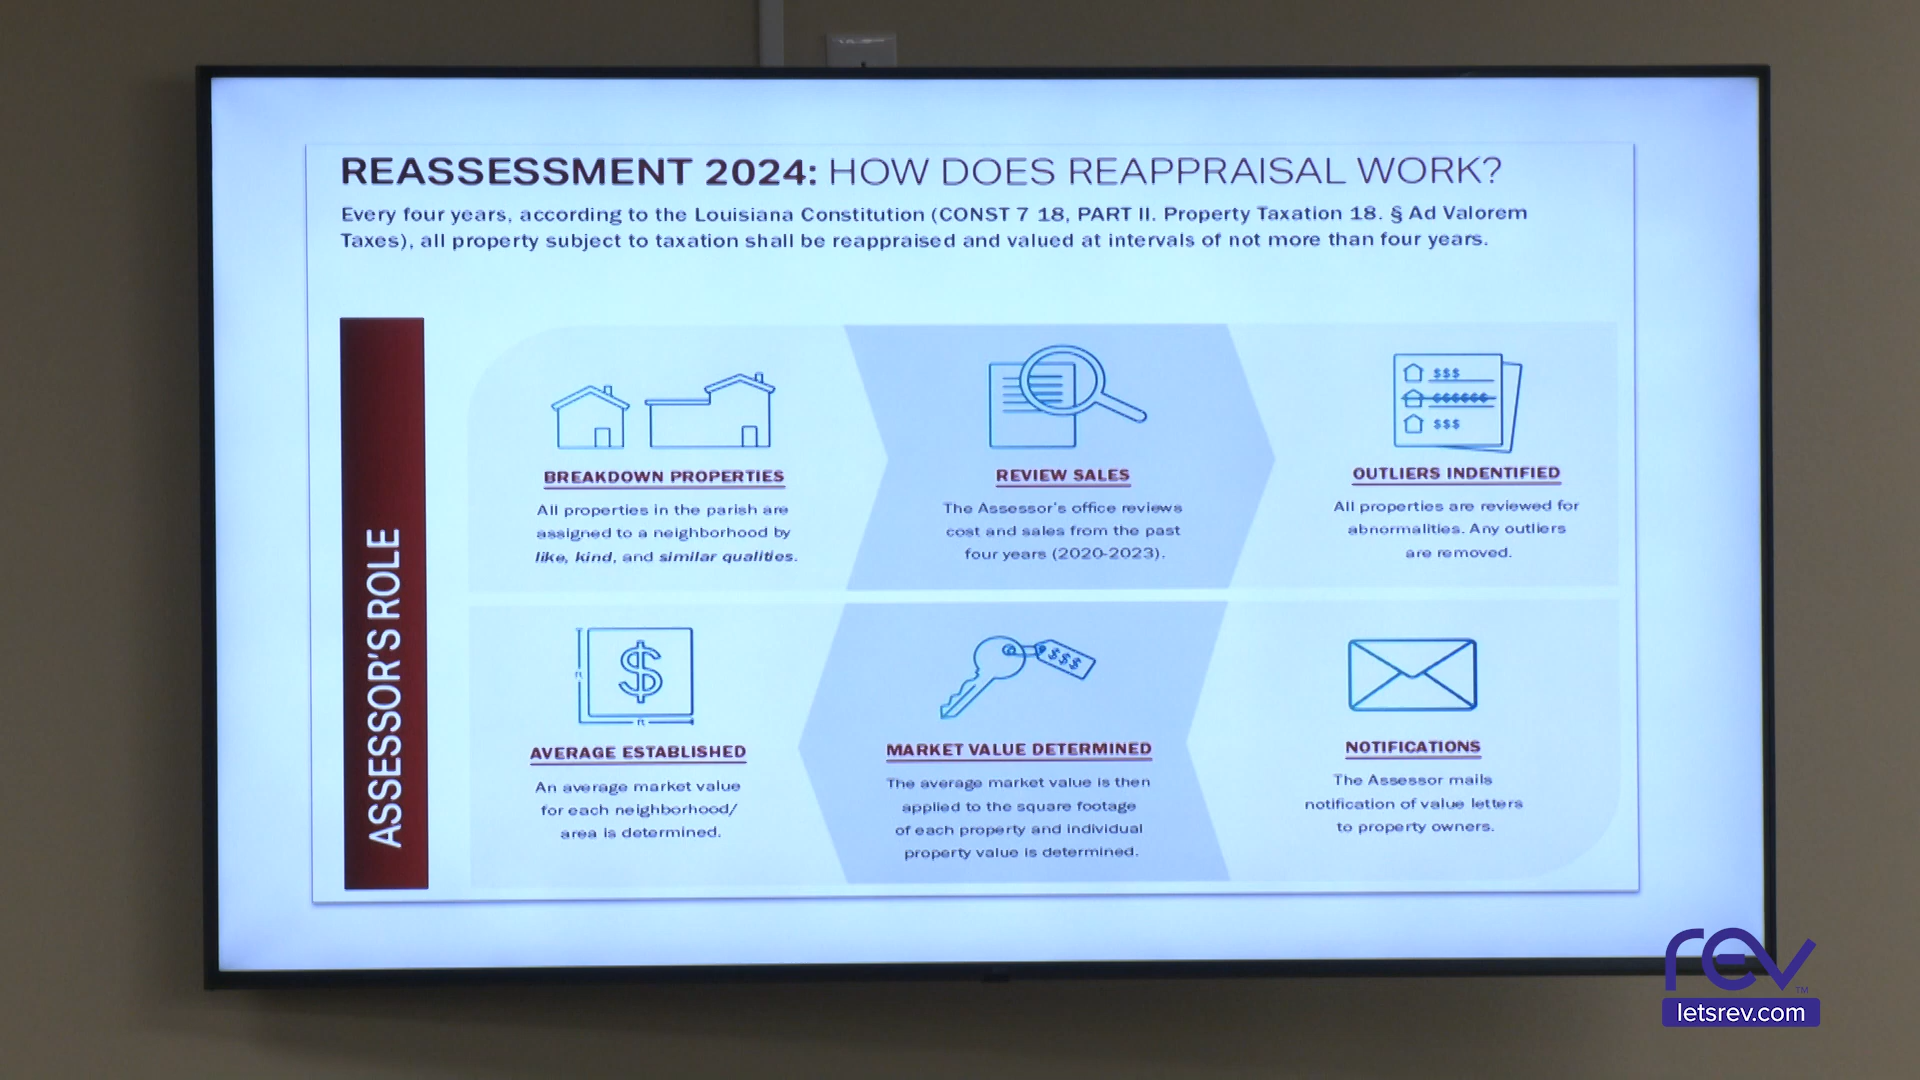 REASSESSMENT 2024: HOW DOES REAPPRAISAL WORK?
Every four years, according to the Louisiana Constitution (CONST 7 18, PART II. Property Taxation 18. § Ad Valorem
Taxes), all property subject to taxation shall be reappraised and valued at intervals of not more than four years.
ASSESSOR'S ROLE
BREAKDOWN PROPERTIES
All properties in the parish are
assigned to a neighborhood by
like, kind, and similar qualities.
REVIEW SALES
The Assessor's office reviews
cost and sales from the past
four years (2020-2023).
$$$
$$$
OUTLIERS INDENTIFIED
All properties are reviewed for
abnormalities. Any outliers
are removed.
$
ft
ft
AVERAGE ESTABLISHED
An average market value
for each neighborhood/
area is determined.
$$$
MARKET VALUE DETERMINED
The average market value is then
applied to the square footage
of each property and individual
property value is determined.
NOTIFICATIONS
The Assessor mails
notification of value letters
to property owners.
rev™
letsrev.com